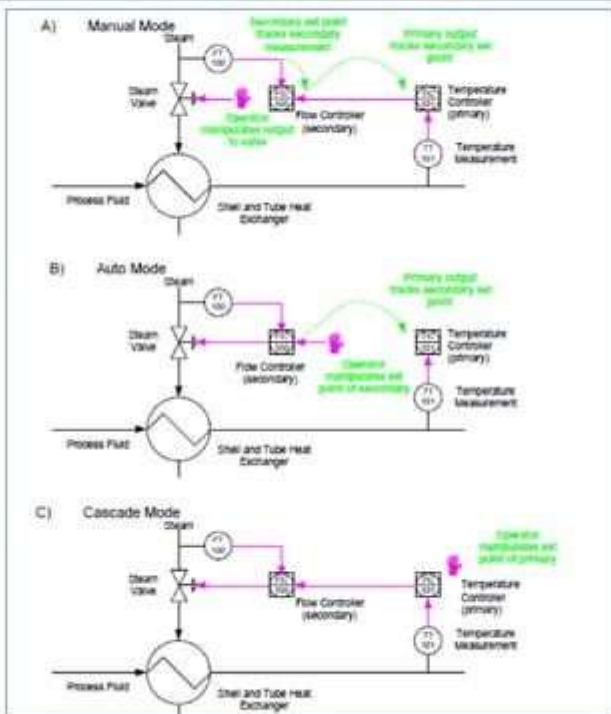 A) Manual Mode
Steam
Secondary set point
tracks secondary
measurement
Primary output
tracks secondary set
point
FT
100
Steam
Valve
Operator
manipulates output
to valve
Flow Controller
(secondary)
Temperature
Controller
(primary)
TT
101
Temperature
Measurement
Process Fluid
Shell and Tube Heat
Exchanger
B) Auto Mode
Steam
Primary output
tracks secondary set
point
FT
100
Steam
Valve
Flow Controller
(secondary)
Operator
manipulates set
point of secondary
Temperature
Controller
(primary)
TT
101
Temperature
Measurement
Process Fluid
Shell and Tube Heat
Exchanger
C) Cascade Mode
Steam
Operator
manipulates set
point of primary
FT
100
Steam
Valve
Flow Controller
(secondary)
Temperature
Controller
(primary)
TT
101
Temperature
Measurement
Process Fluid
Shell and Tube Heat
Exchanger